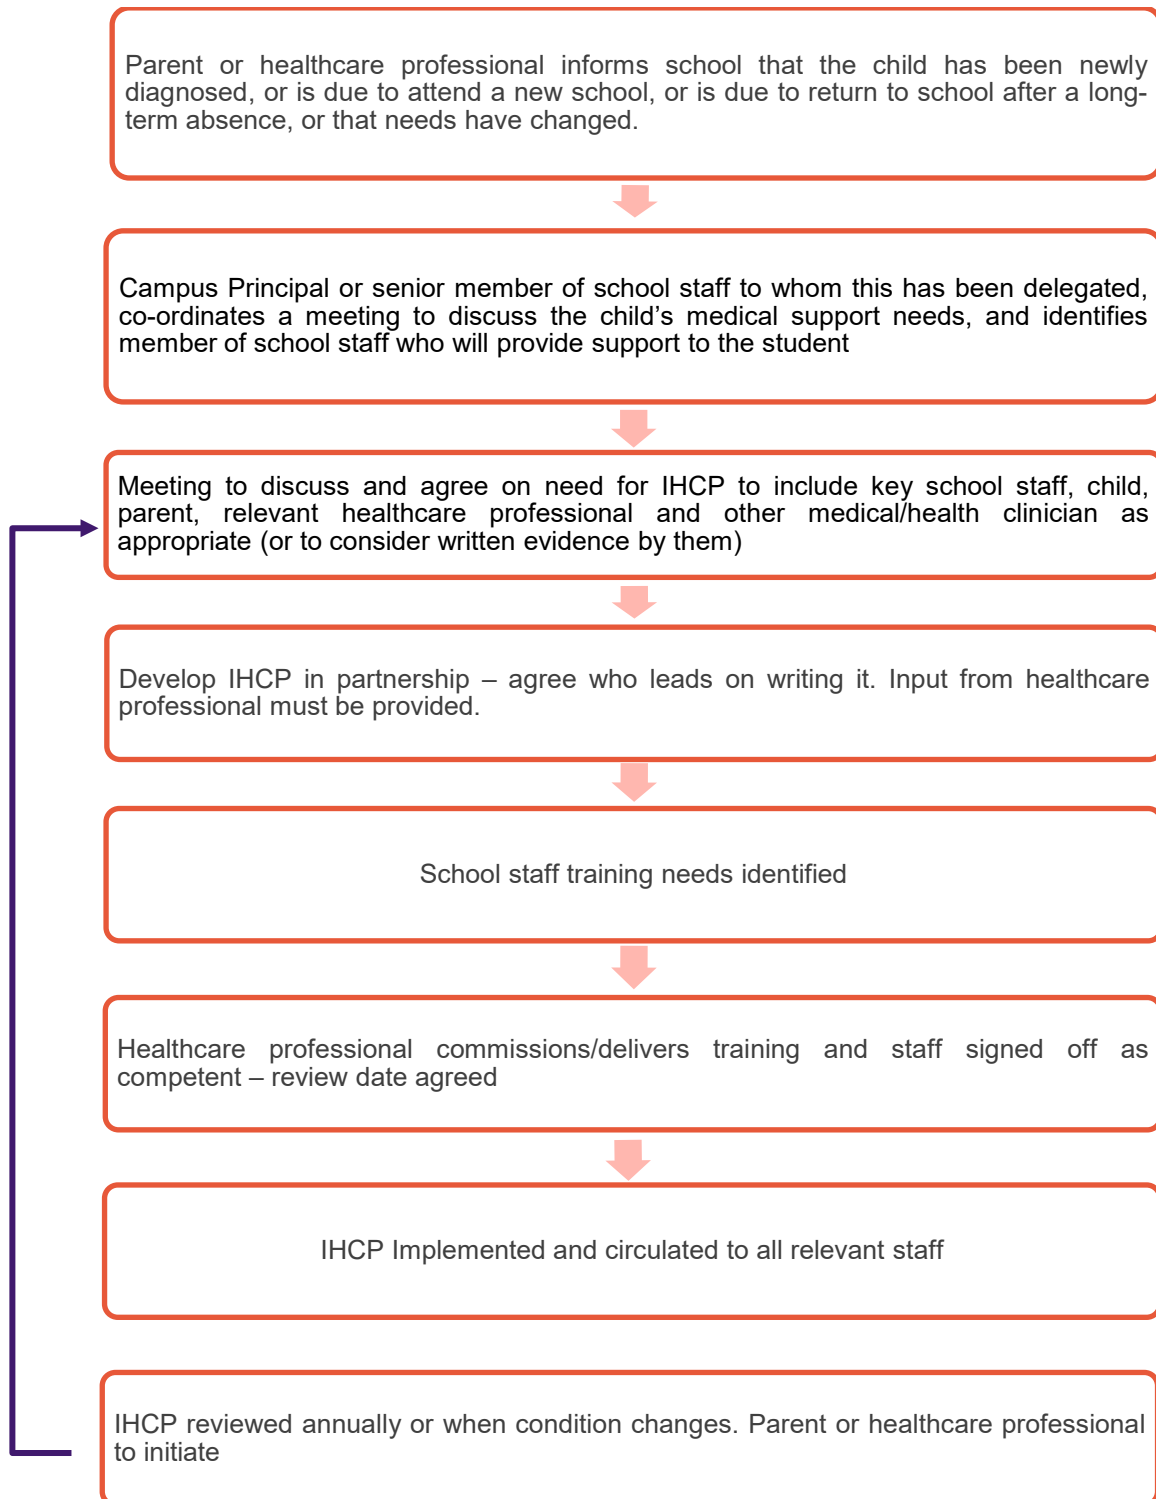 Parent or healthcare professional informs school that the child has been newly
diagnosed, or is due to attend a new school, or is due to return to school after a long-
term absence, or that needs have changed.
Campus Principal or senior member of school staff to whom this has been delegated,
co-ordinates a meeting to discuss the child’s medical support needs, and identifies
member of school staff who will provide support to the student
Meeting to discuss and agree on need for IHCP to include key school staff, child,
parent, relevant healthcare professional and other medical/health clinician as
appropriate (or to consider written evidence by them)
Develop IHCP in partnership – agree who leads on writing it. Input from healthcare
professional must be provided.
School staff training needs identified
Healthcare professional commissions/delivers training and staff signed off as
competent – review date agreed
IHCP Implemented and circulated to all relevant staff
IHCP reviewed annually or when condition changes. Parent or healthcare professional
to initiate